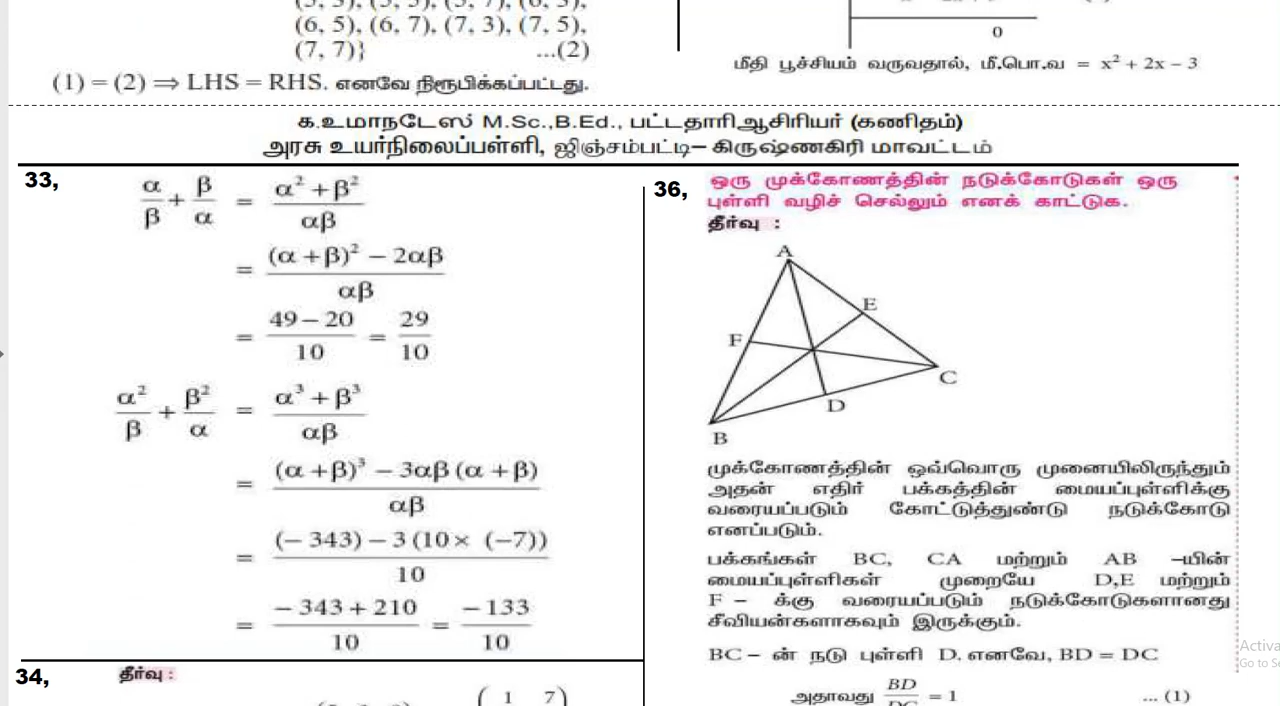 (6, 5), (6, 7), (7, 3), (7, 5),
(7, 7)} ...(2)
(1) = (2) ⟹ LHS = RHS. எனவே நிரூபிக்கப்பட்டது.
0
மீதி பூச்சியம் வருவதால், மீ.பொ.வ = x² + 2x − 3
க.உமாநடேஸ் M.Sc.,B.Ed., பட்டதாரிஆசிரியர் (கணிதம்)
அரசு உயர்நிலைப்பள்ளி, ஜிஞ்சம்பட்டி– கிருஷ்ணகிரி மாவட்டம்
33,
α/β + β/α = (α² + β²)/αβ
= ((α + β)² − 2αβ)/αβ
= (49 − 20)/10 = 29/10
α²/β + β²/α = (α³ + β³)/αβ
= ((α + β)³ − 3αβ (α + β))/αβ
= ((− 343) − 3 (10 × (−7)))/10
= (− 343 + 210)/10 = − 133/10
34,
தீர்வு :
( 1 7 )
36,
ஒரு முக்கோணத்தின் நடுக்கோடுகள் ஒரு
புள்ளி வழிச் செல்லும் எனக் காட்டுக.
தீர்வு :
A
E
F
C
D
B
முக்கோணத்தின் ஒவ்வொரு முனையிலிருந்தும்
அதன் எதிர் பக்கத்தின் மையப்புள்ளிக்கு
வரையப்படும் கோட்டுத்துண்டு நடுக்கோடு
எனப்படும்.
பக்கங்கள் BC, CA மற்றும் AB –யின்
மையப்புள்ளிகள் முறையே D,E மற்றும்
F – க்கு வரையப்படும் நடுக்கோடுகளானது
சீவியன்களாகவும் இருக்கும்.
BC – ன் நடு புள்ளி D. எனவே, BD = DC
அதாவது BD/DC = 1 ... (1)
Activa
Go to Se